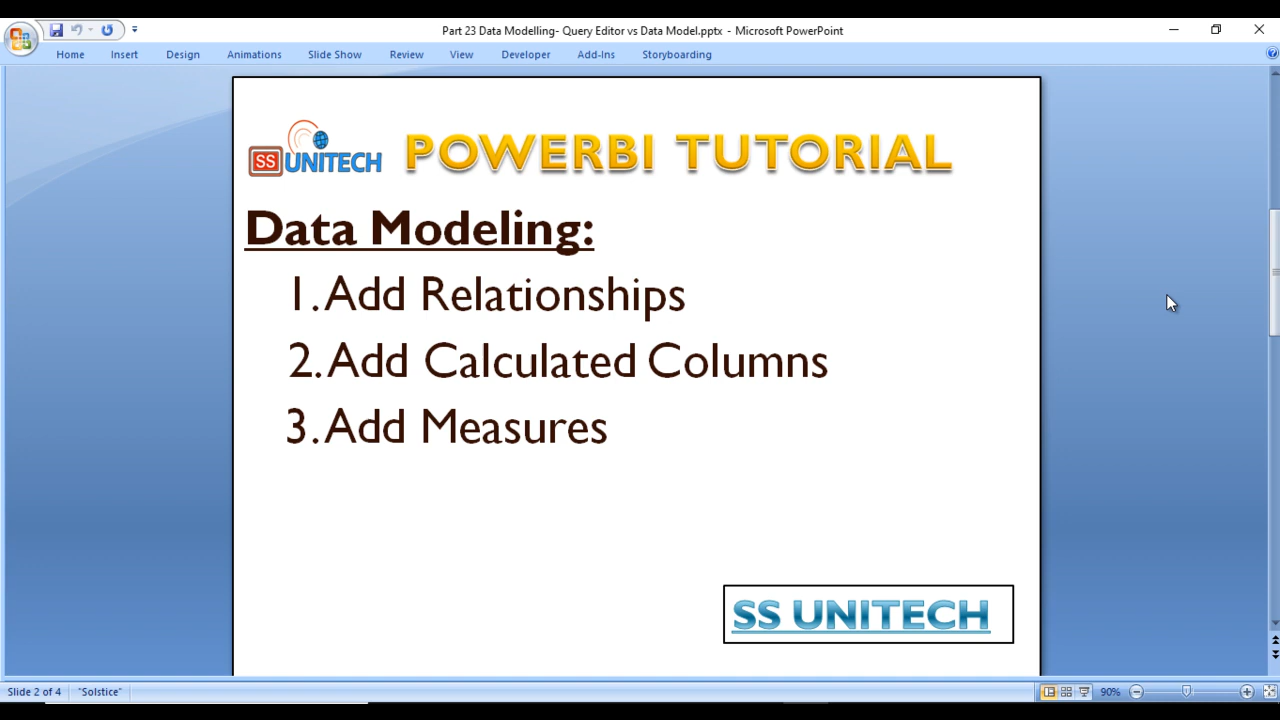 Part 23 Data Modelling- Query Editor vs Data Model.pptx - Microsoft PowerPoint
Home Insert Design Animations Slide Show Review View Developer Add-Ins Storyboarding
SS UNITECH POWERBI TUTORIAL
Data Modeling:
1. Add Relationships
2. Add Calculated Columns
3. Add Measures
SS UNITECH
Slide 2 of 4 "Solstice" 90%